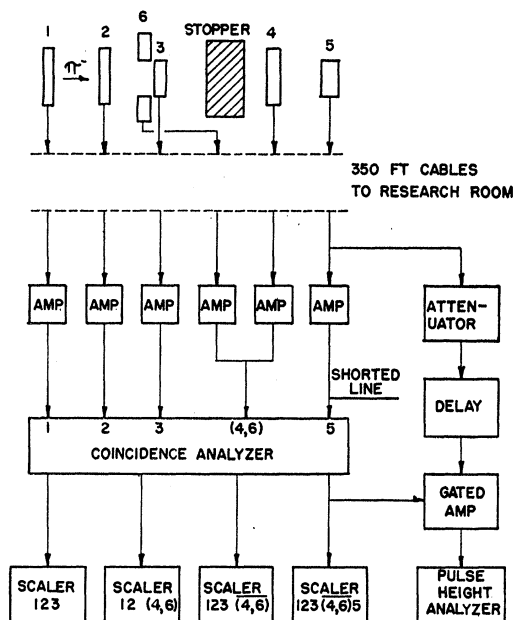 6
STOPPER
1
2
3
4
5
π
350 FT CABLES
TO RESEARCH ROOM
AMP
AMP
AMP
AMP
AMP
AMP
ATTEN-
UATOR
SHORTED
LINE
DELAY
1 2 3 (4,6) 5
COINCIDENCE ANALYZER
GATED
AMP
SCALER
123
SCALER
12 (4,6)
SCALER
123 (4,6)
SCALER
123 (4,6)5
PULSE
HEIGHT
ANALYZER